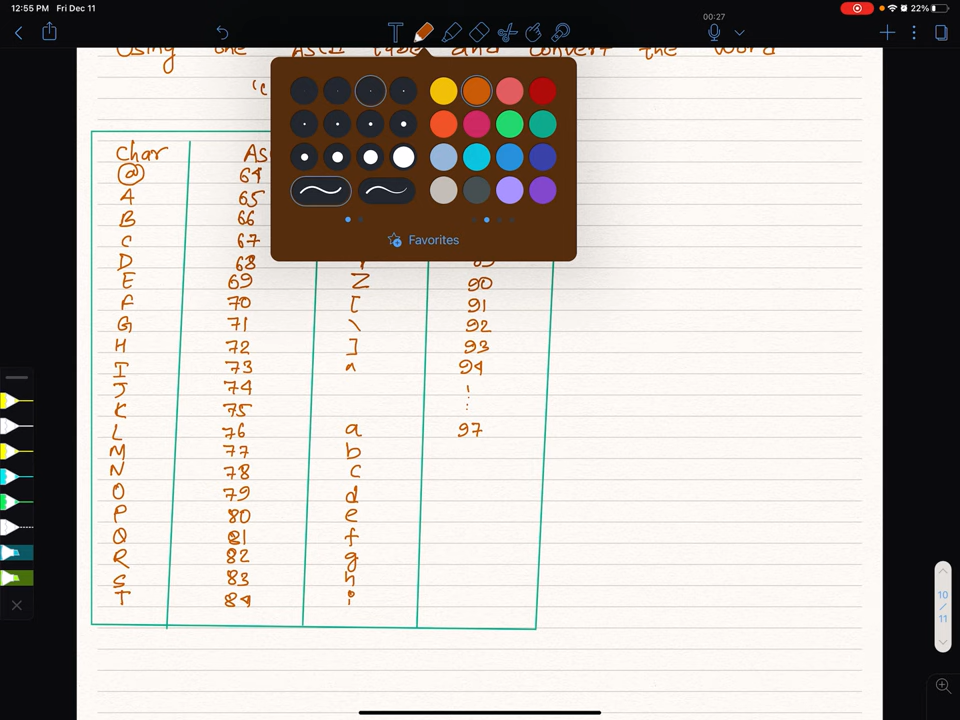 12:55 PM Fri Dec 11 22%
00:27
Using the ASCII table and convert the word
'c
Char AS
@ 64
A 65
B 66
C 67
D 68
E 69 Z 90
F 70 [ 91
G 71 \ 92
H 72 ] 93
I 73 ^ 94
J 74
K 75
L 76 a 97
M 77 b
N 78 c
O 79 d
P 80 e
Q 81 f
R 82 g
S 83 h
T 84 i
Favorites
10
/
11